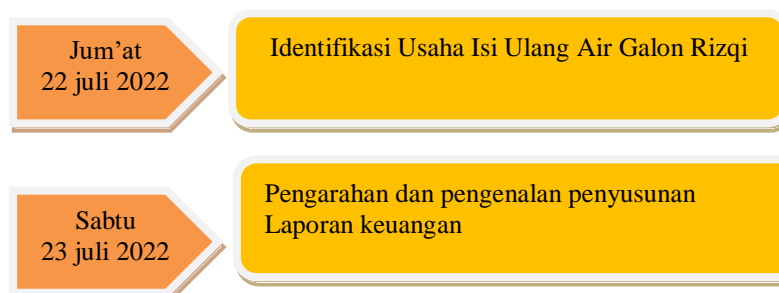 Jum’at
22 juli 2022
Identifikasi Usaha Isi Ulang Air Galon Rizqi
Sabtu
23 juli 2022
Pengarahan dan pengenalan penyusunan
Laporan keuangan